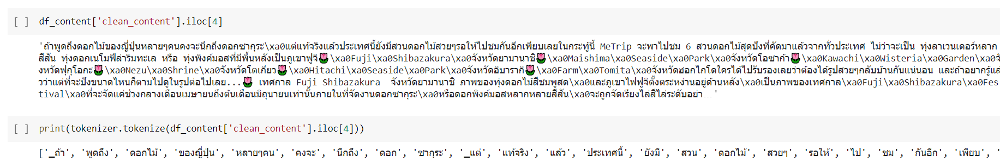 [ ] df_content['clean_content'].iloc[4]
'ถ้าพูดถึงดอกไม้ของญี่ปุ่นหลายๆคนคงจะนึกถึงดอกซากุระ\xa0แต่แท้จริงแล้วประเทศนี้ยังมีสวนดอกไม้สวยๆรอให้ไปชมกันอีกเพียบเลยในกระทู้นี้ MeTrip จะพาไปชม 6 สวนดอกไม้สุดปังที่คัดมาแล้วจากทั่วประเทศ ไม่ว่าจะเป็น ทุ่งลาเวนเดอร์หลาก
สีสัน ทุ่งดอกเนโมฟีล่าริมทะเล หรือ ทุ่งพิงค์มอสที่มีพื้นหลังเป็นภูเขาฟูจิ🌷\xa0Fuji\xa0Shibazakura\xa0จังหวัดยามานาชิ🌷\xa0Maishima\xa0Seaside\xa0Park\xa0จังหวัดโอซาก้า🌷\xa0Kawachi\xa0Wisteria\xa0Garden\xa0จั
งหวัดฟุกุโอกะ🌷\xa0Nezu\xa0Shrine\xa0จังหวัดโตเกียว🌷\xa0Hitachi\xa0Seaside\xa0Park\xa0จังหวัดอิบารากิ🌷\xa0Farm\xa0Tomita\xa0จังหวัดฮอกไกโดใครได้ไปรับรองเลยว่าต้องได้รูปสวยๆกลับบ้านกันแน่นอน และถ้าอยากรู้แล้
วว่าแต่ที่จะปังขนาดไหนก็ตามไปดูในรูปต่อไปเลย...🌷 เทศกาล Fuji Shibazakura  จังหวัดยามานาชิ ภาพของทุ่งดอกไม้สีชมพูสด\xa0และภูเขาไฟฟูจิตั้งตระหง่านอยู่ด้านหลัง\xa0เป็นภาพของเทศกาล\xa0Fuji\xa0Shibazakura\xa0Fes
tival\xa0ที่จะจัดแค่ช่วงกลางเดือนเมษายนถึงต้นเดือนมิถุนายนเท่านั้นภายในที่จัดงานดอกซากุระ\xa0หรือดอกพิงค์มอสหลากหลายสีสัน\xa0จะถูกจัดเรียงไล่สีไล่ระดับอย่า…'
[ ] print(tokenizer.tokenize(df_content['clean_content'].iloc[4]))
['▁ถ้า', 'พูดถึง', 'ดอกไม้', 'ของญี่ปุ่น', 'หลายๆคน', 'คงจะ', 'นึกถึง', 'ดอก', 'ซากุระ', '▁แต่', 'แท้จริง', 'แล้ว', 'ประเทศนี้', 'ยังมี', 'สวน', 'ดอกไม้', 'สวยๆ', 'รอให้', 'ไป', 'ชม', 'กันอีก', 'เพียบ', '